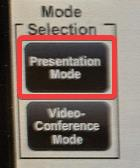 Mode
Selection
Presentation
Mode
Video-
Conference
Mode